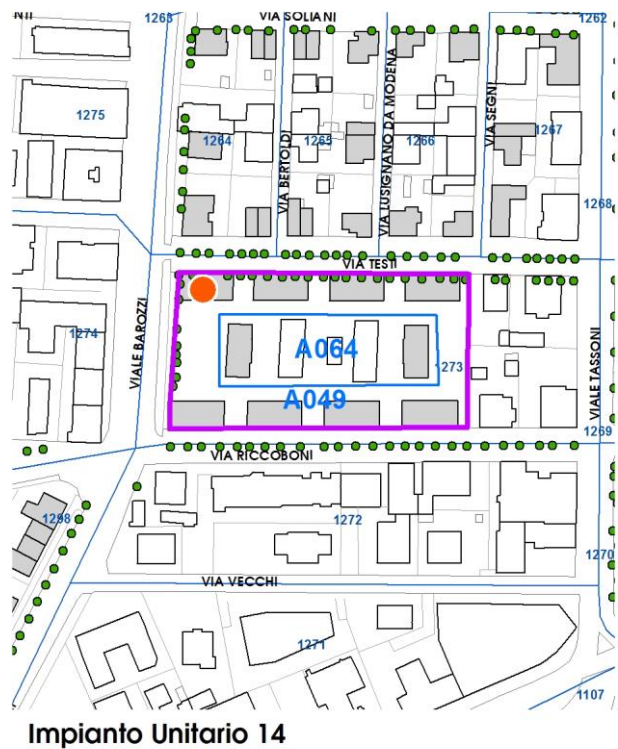 1263
VIA SOLIANI
1262
1275
1264
VIA BERTOLDI
1265
VIA LUSIGNANO DA MODENA
1266
VIA SEGNI
1267
1268
VIA TESTI
VIALE BAROZZI
1274
A064
273
A049
VIALE TASSONI
1269
VIA RICCOBONI
1298
1272
1270
VIA VECCHI
1271
1107
Impianto Unitario 14